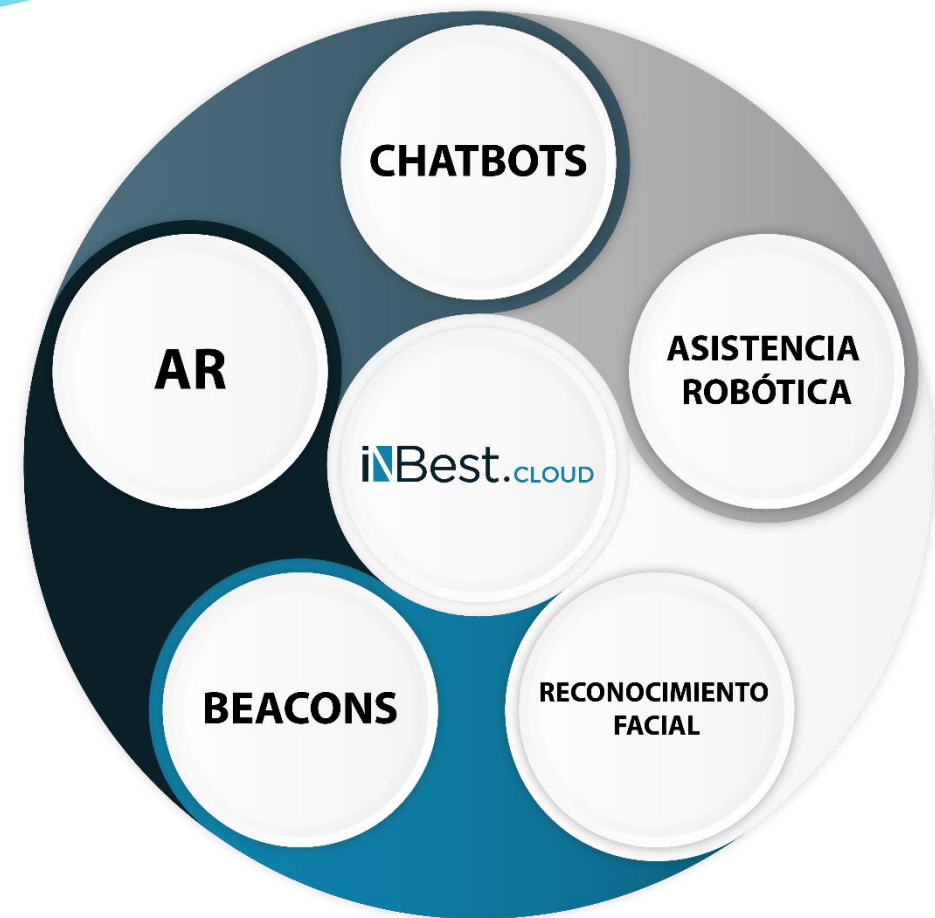 CHATBOTS
ASISTENCIA
ROBÓTICA
AR
iNBest.CLOUD
BEACONS
RECONOCIMIENTO
FACIAL